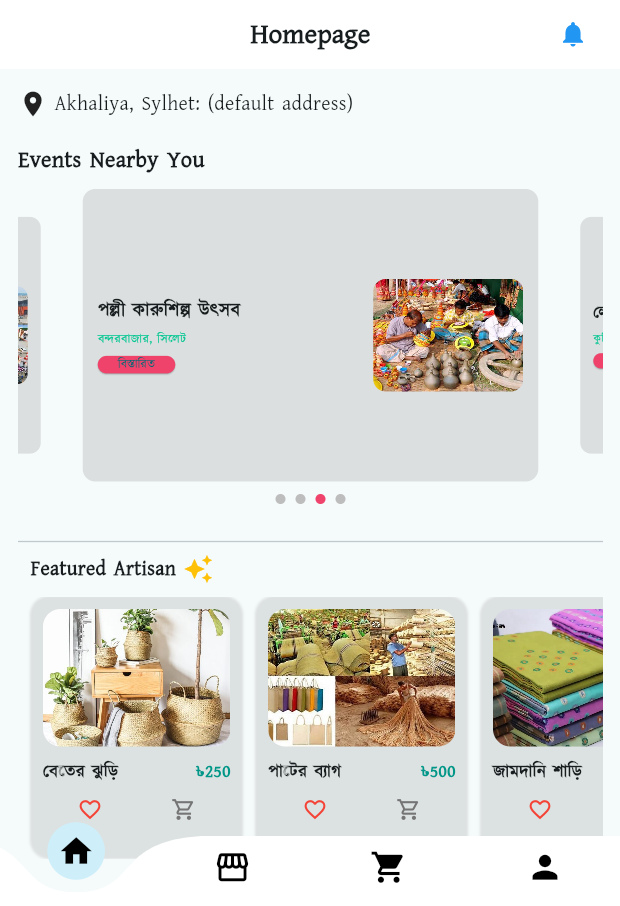 Homepage
Akhaliya, Sylhet: (default address)
Events Nearby You
পল্লী কারুশিল্প উৎসব
বন্দরবাজার, সিলেট
বিস্তারিত
Featured Artisan
বেতের ঝুড়ি ৳250
পাটের ব্যাগ ৳500
জামদানি শাড়ি